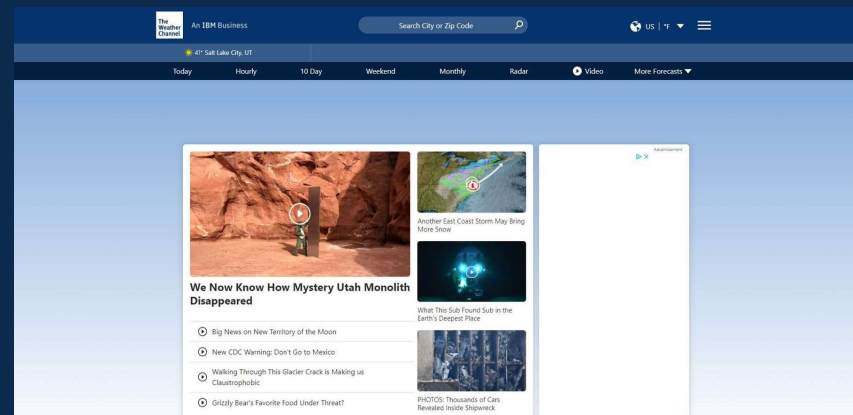 The
Weather
Channel
An IBM Business
Search City or Zip Code
US | °F
41° Salt Lake City, UT
Today
Hourly
10 Day
Weekend
Monthly
Radar
Video
More Forecasts
Advertisement
We Now Know How Mystery Utah Monolith
Disappeared
Big News on New Territory of the Moon
New CDC Warning: Don't Go to Mexico
Walking Through This Glacier Crack is Making us
Claustrophobic
Grizzly Bear's Favorite Food Under Threat?
Another East Coast Storm May Bring
More Snow
What This Sub Found Sub in the
Earth's Deepest Place
PHOTOS: Thousands of Cars
Revealed Inside Shipwreck